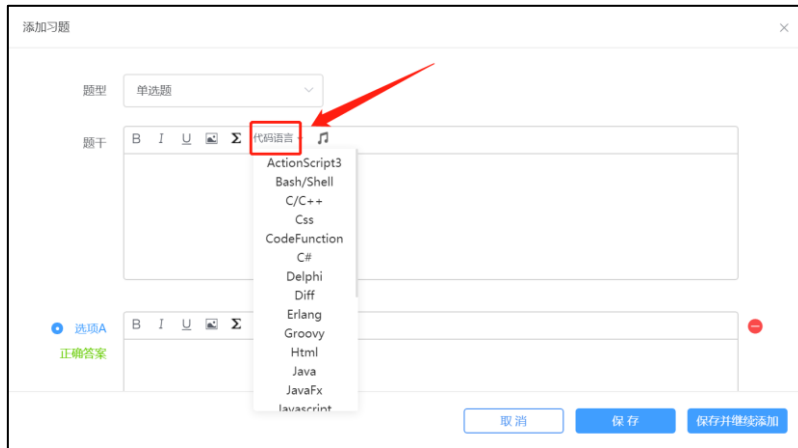 添加习题
题型 单选题
题干 B I U Σ 代码语言
ActionScript3
Bash/Shell
C/C++
Css
CodeFunction
C#
Delphi
Diff
Erlang
Groovy
Html
Java
JavaFx
Javascript
选项A B I U Σ
正确答案
取消 保存 保存并继续添加